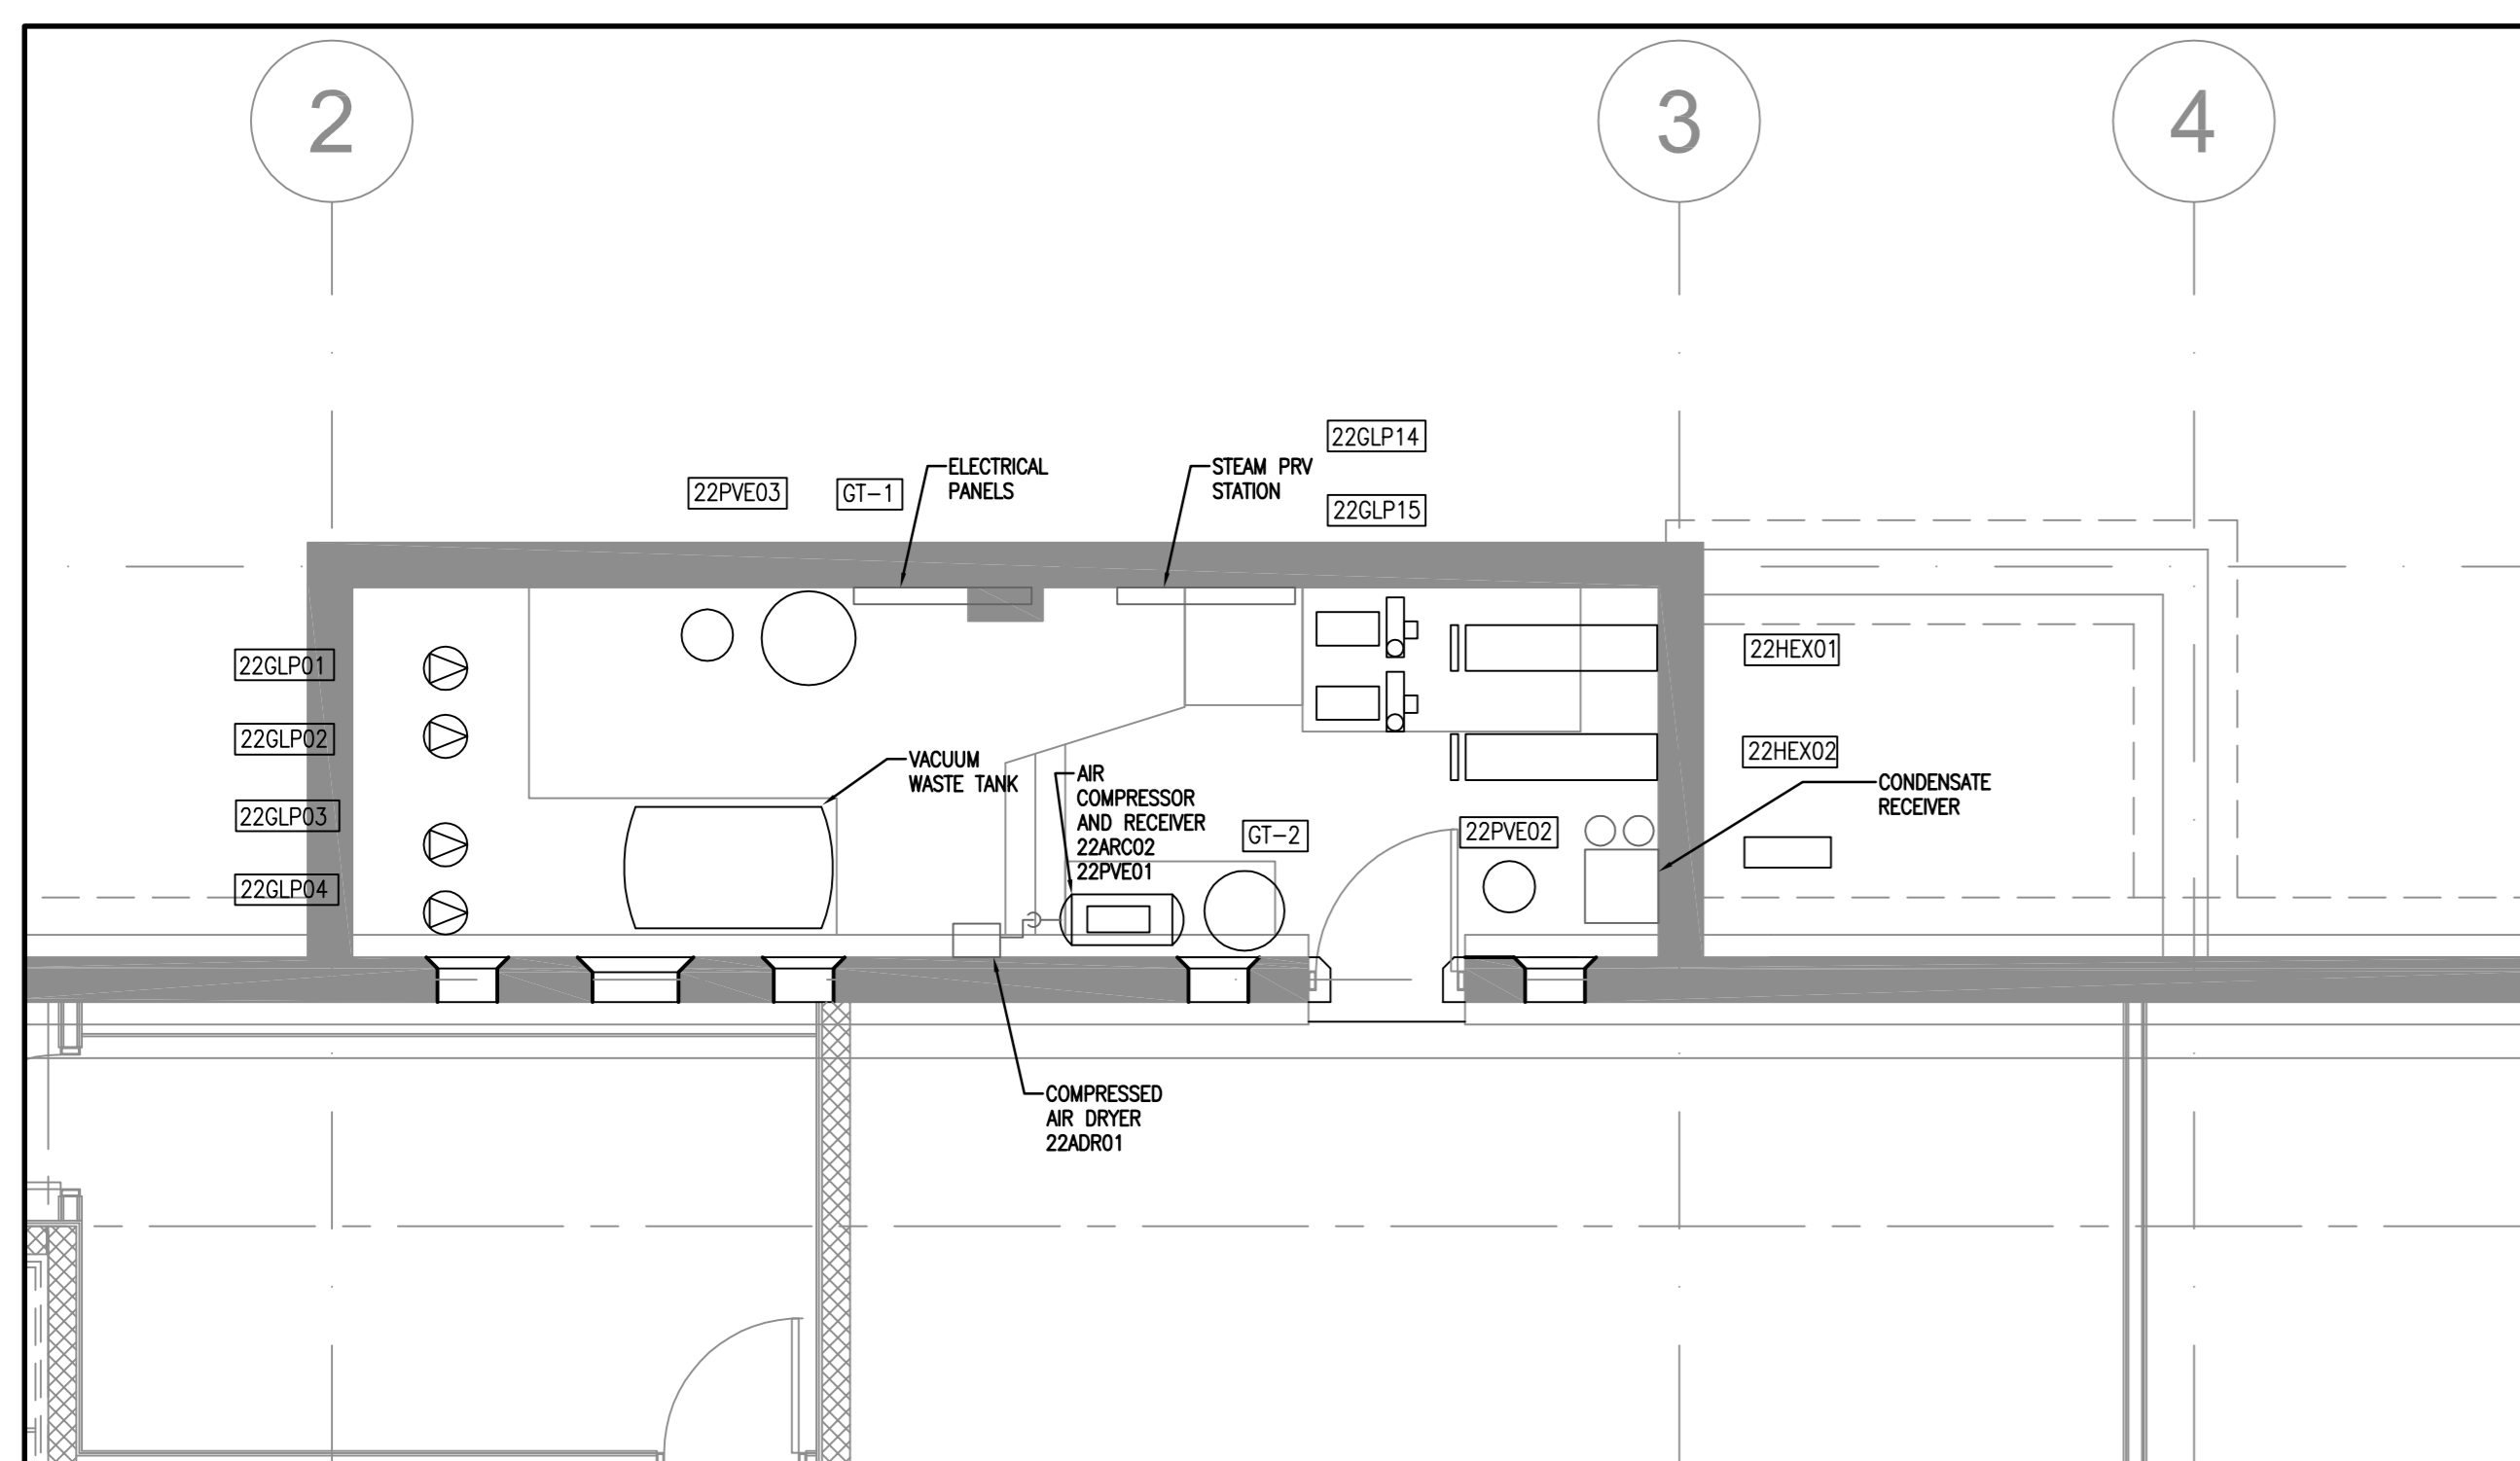 2
3
4
22GLP14
ELECTRICAL
PANELS
STEAM PRV
STATION
22PVE03
GT-1
22GLP15
22GLP01
22HEX01
22GLP02
22HEX02
VACUUM
WASTE TANK
AIR
COMPRESSOR
AND RECEIVER
22ARC02
22PVE01
CONDENSATE
RECEIVER
22GLP03
GT-2
22PVE02
22GLP04
COMPRESSED
AIR DRYER
22ADR01